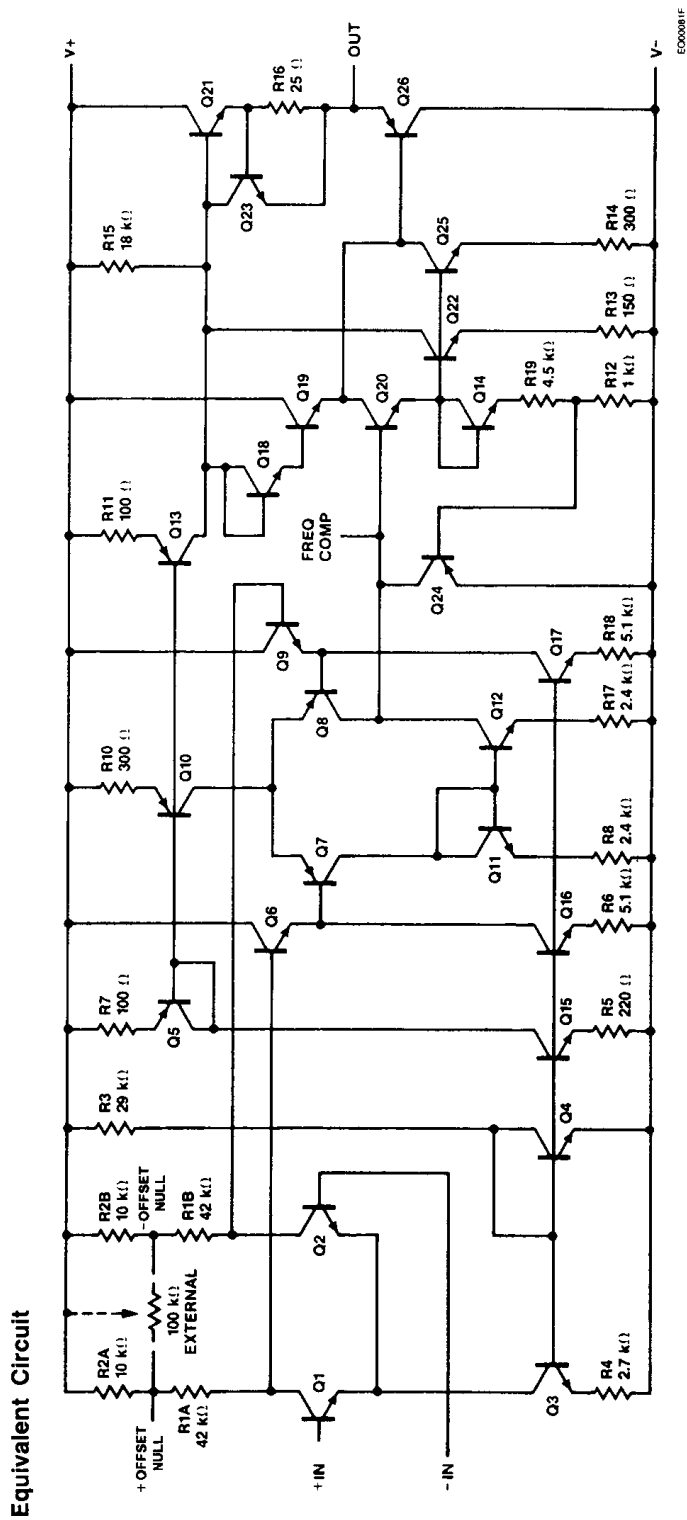 Equivalent Circuit
V+
R2A
10 kΩ
R2B
10 kΩ
R3
29 kΩ
R7
100 Ω
R10
300 Ω
R11
100 Ω
R15
18 kΩ
+OFFSET
NULL
-OFFSET
NULL
100 kΩ
EXTERNAL
R1A
42 kΩ
R1B
42 kΩ
Q5
Q10
Q13
Q21
Q23
R16
25 Ω
OUT
Q6
Q9
Q18
Q19
+IN
Q1
Q2
Q7
Q8
FREQ
COMP
Q20
Q22
Q25
Q26
-IN
Q11
Q12
Q24
Q14
Q3
Q4
Q15
Q16
Q17
R19
4.5 kΩ
R4
2.7 kΩ
R5
220 Ω
R6
5.1 kΩ
R8
2.4 kΩ
R17
2.4 kΩ
R18
5.1 kΩ
R12
1 kΩ
R13
150 Ω
R14
300 Ω
V-
EO00081F